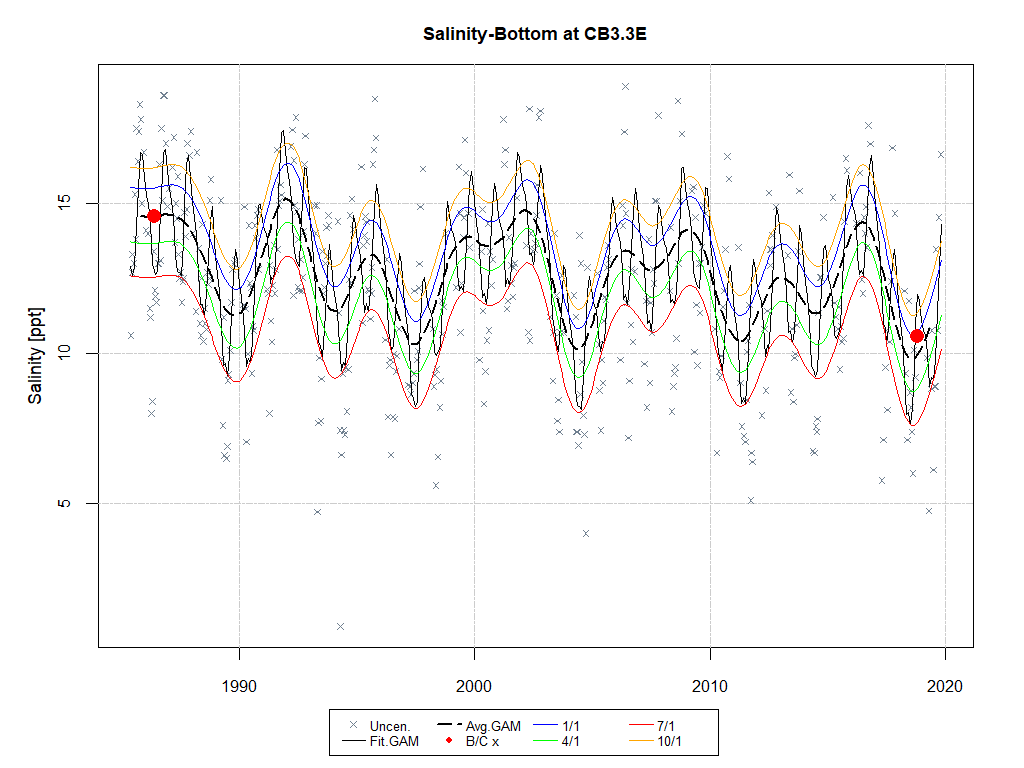 Salinity-Bottom at CB3.3E
Salinity [ppt]
15
10
5
1990 2000 2010 2020
Uncen. Avg.GAM 1/1 7/1
Fit.GAM B/C x 4/1 10/1